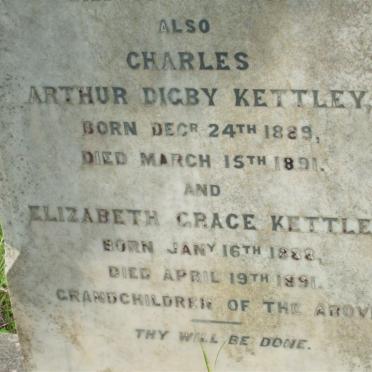 ALSO
CHARLES
ARTHUR DIGBY KETTLEY,
BORN DECR 24TH 1889,
DIED MARCH 15TH 1891.
AND
ELIZABETH GRACE KETTLE
BORN JANY 16TH 1888,
DIED APRIL 19TH 1891.
GRANDCHILDREN OF THE ABOVE
THY WILL BE DONE.